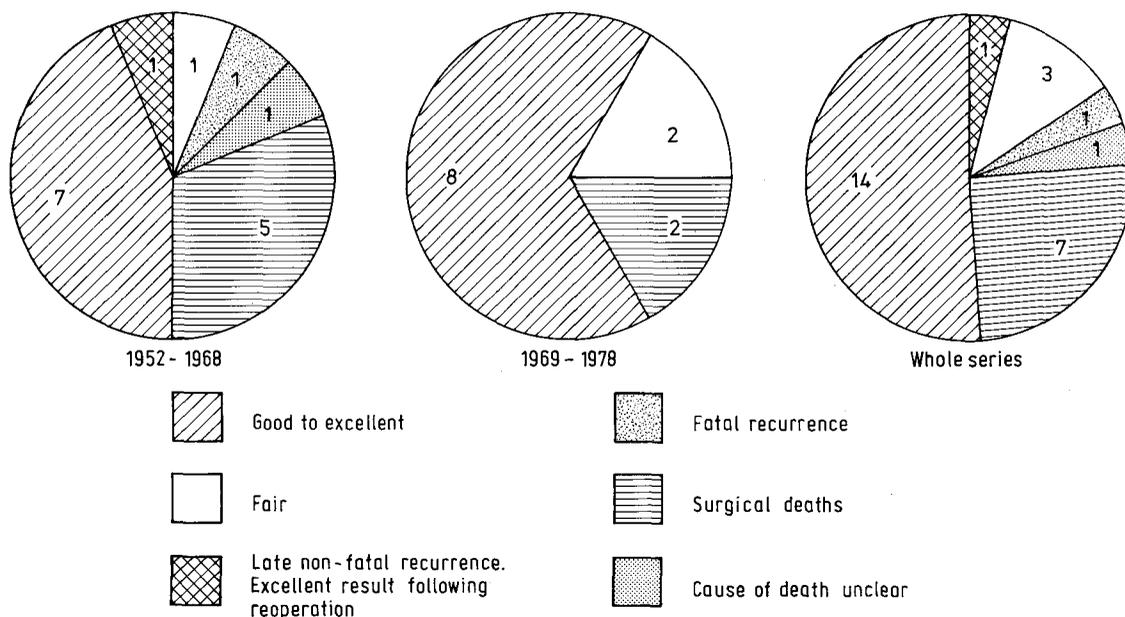 1
1
1
1
7
5
1952 - 1968
8
2
2
1969 - 1978
1
3
1
1
14
7
Whole series
Good to excellent
Fair
Late non-fatal recurrence.
Excellent result following
reoperation
Fatal recurrence
Surgical deaths
Cause of death unclear